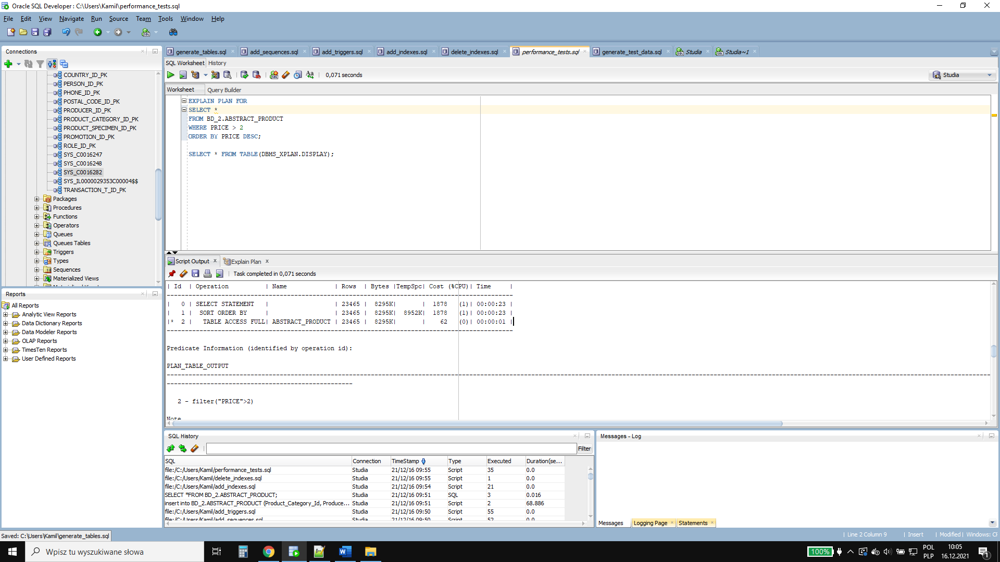 Oracle SQL Developer : C:\Users\Kamil\performance_tests.sql
File Edit View Navigate Run Source Team Tools Window Help
Connections
COUNTRY_ID_PK
PERSON_ID_PK
PHONE_ID_PK
POSTAL_CODE_ID_PK
PRODUCER_ID_PK
PRODUCT_CATEGORY_ID_PK
PRODUCT_SPECIMEN_ID_PK
PROMOTION_ID_PK
ROLE_ID_PK
SYS_C0016247
SYS_C0016248
SYS_C0016282
SYS_IL0000029353C00004$$
TRANSACTION_T_ID_PK
Packages
Procedures
Functions
Operators
Queues
Queues Tables
Triggers
Types
Sequences
Materialized Views
Reports
All Reports
Analytic View Reports
Data Dictionary Reports
Data Modeler Reports
OLAP Reports
TimesTen Reports
User Defined Reports
generate_tables.sql add_sequences.sql add_triggers.sql add_indexes.sql delete_indexes.sql performance_tests.sql generate_test_data.sql Studia Studia~1
SQL Worksheet History
0,071 seconds
Studia
Worksheet Query Builder
EXPLAIN PLAN FOR
SELECT *
FROM BD_2.ABSTRACT_PRODUCT
WHERE PRICE > 2
ORDER BY PRICE DESC;
SELECT * FROM TABLE(DBMS_XPLAN.DISPLAY);
Script Output Explain Plan
Task completed in 0,071 seconds
| Id | Operation | Name | Rows | Bytes |TempSpc| Cost (%CPU)| Time |
| 0 | SELECT STATEMENT | | 23465 | 8295K| | 1878 (1)| 00:00:23 |
| 1 | SORT ORDER BY | | 23465 | 8295K| 8952K| 1878 (1)| 00:00:23 |
|* 2 | TABLE ACCESS FULL| ABSTRACT_PRODUCT | 23465 | 8295K| | 62 (0)| 00:00:01 |
Predicate Information (identified by operation id):
PLAN_TABLE_OUTPUT
2 - filter("PRICE">2)
Note
SQL History
Filter
SQL Connection TimeStamp Type Executed Duration(se...
file:/C:/Users/Kamil/performance_tests.sql Studia 21/12/16 09:55 Script 35 0.0
file:/C:/Users/Kamil/delete_indexes.sql Studia 21/12/16 09:55 Script 1 0.0
file:/C:/Users/Kamil/add_indexes.sql Studia 21/12/16 09:54 Script 21 0.0
SELECT *FROM BD_2.ABSTRACT_PRODUCT; Studia 21/12/16 09:51 SQL 3 0.016
insert into BD_2.ABSTRACT_PRODUCT (Product_Category_Id, Produce... Studia 21/12/16 09:51 Script 2 68.886
file:/C:/Users/Kamil/add_triggers.sql Studia 21/12/16 09:50 Script 55 0.0
file:/C:/Users/Kamil/add_sequences.sql Studia 21/12/16 09:50 Script 52 0.0
Messages - Log
Messages Logging Page Statements
Saved: C:\Users\Kamil\generate_tables.sql
| Line 2 Column 9 | Insert | Modified | Windows: CF
Wpisz tu wyszukiwane słowa
100%
POL
PLP
10:05
16.12.2021
1